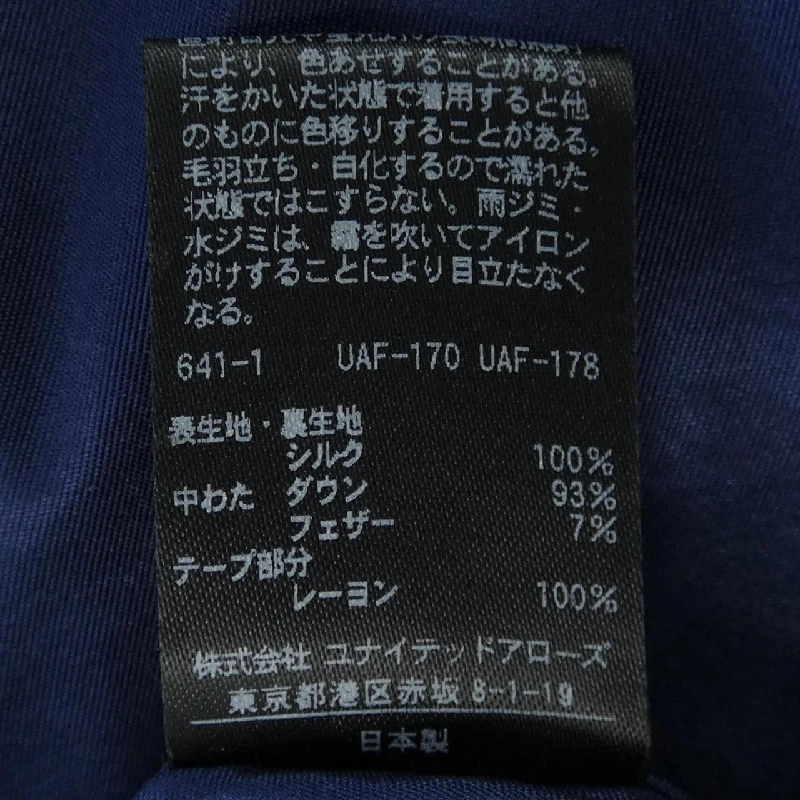 により、色あせすることがある。
汗をかいた状態で着用すると他
のものに色移りすることがある。
毛羽立ち・白化するので濡れた
状態ではこすらない。雨ジミ・
水ジミは、霧を吹いてアイロン
がけすることにより目立たなく
なる。
641-1 UAF-170 UAF-178
表生地・裏生地
シルク 100%
中わた ダウン 93%
フェザー 7%
テープ部分
レーヨン 100%
株式会社 ユナイテッドアローズ
東京都港区赤坂 8-1-19
日本製